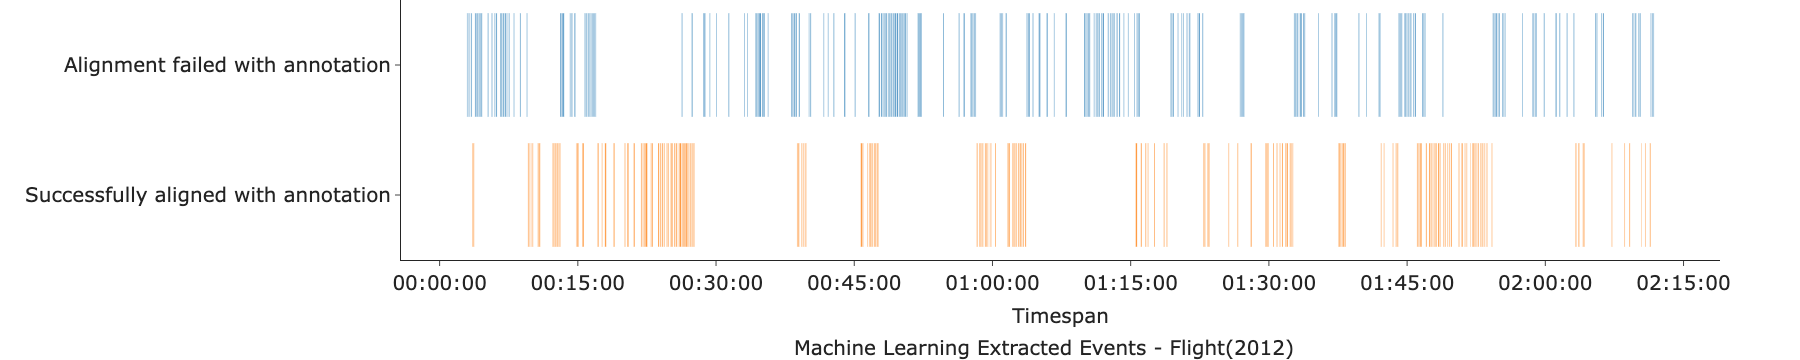 Alignment failed with annotation
Successfully aligned with annotation
00:00:00 00:15:00 00:30:00 00:45:00 01:00:00 01:15:00 01:30:00 01:45:00 02:00:00 02:15:00
Timespan
Machine Learning Extracted Events - Flight(2012)